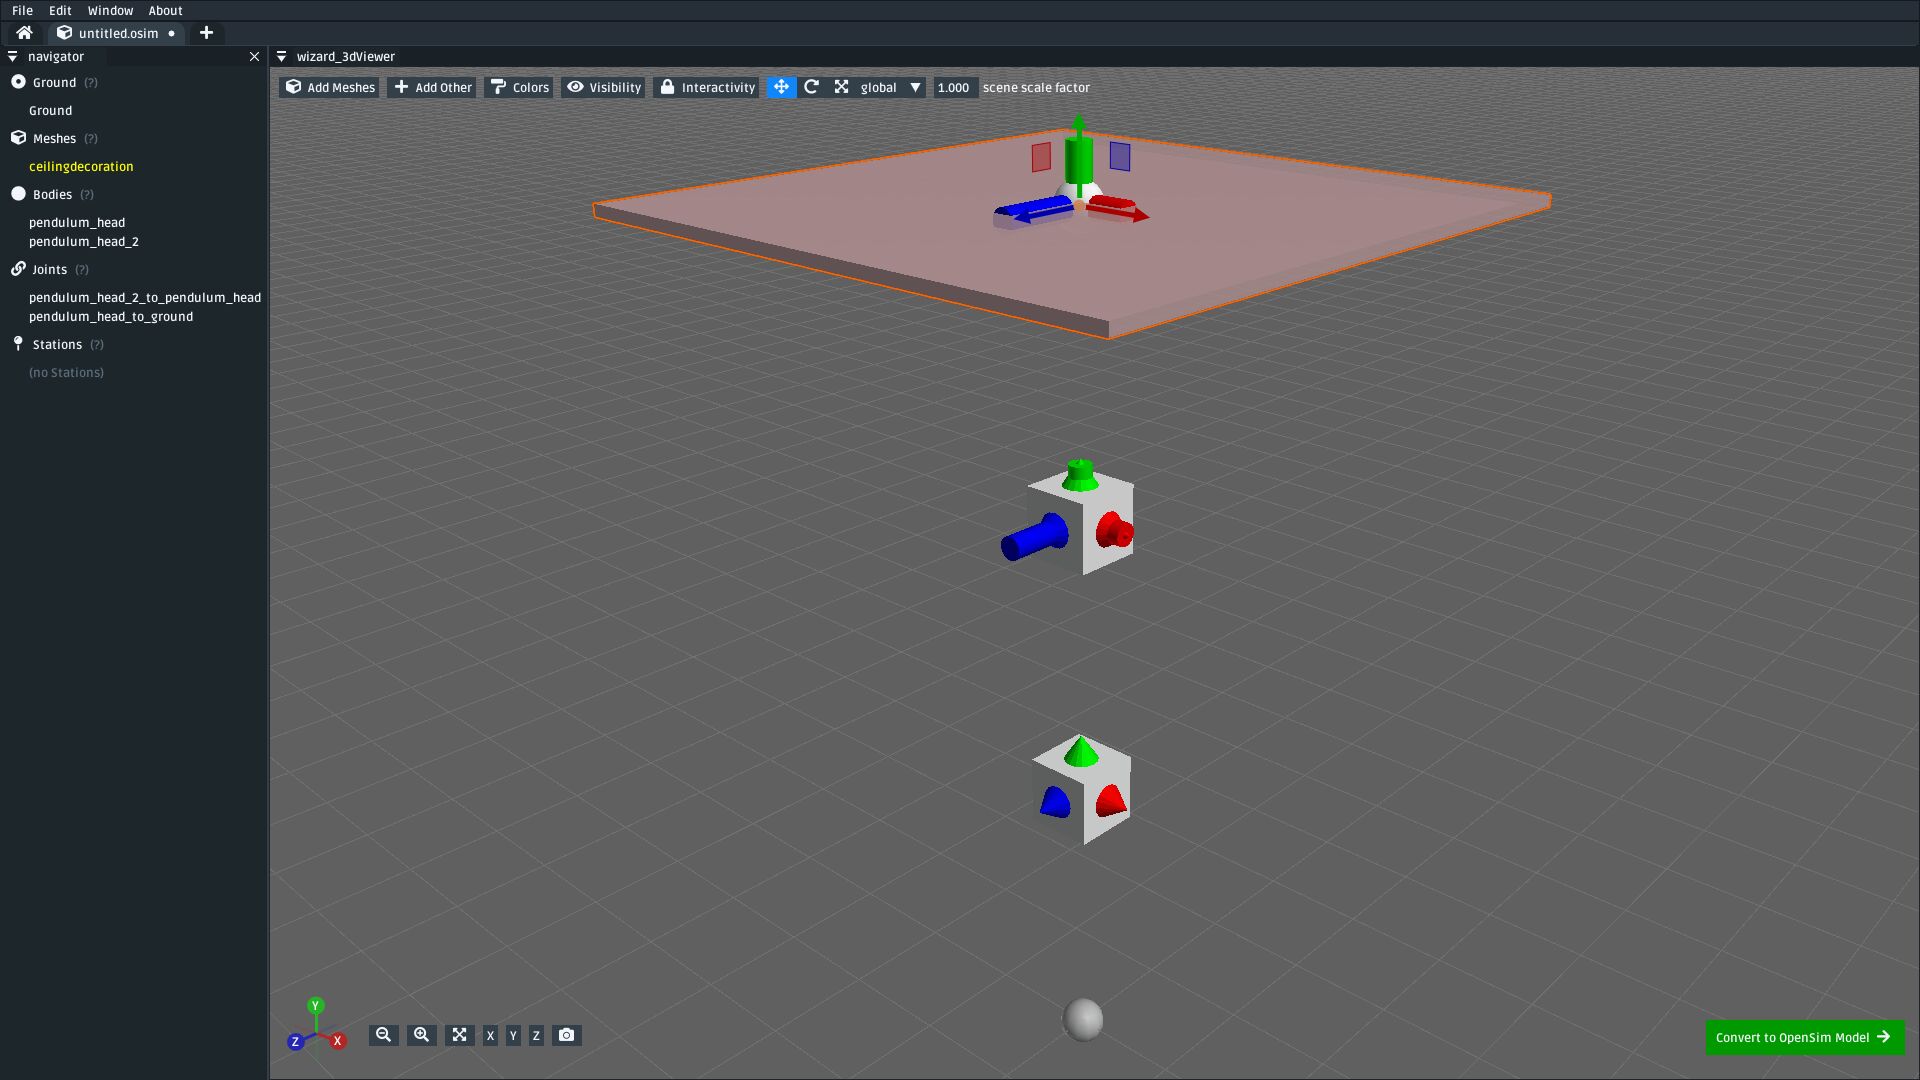 File Edit Window About
untitled.osim
navigator
wizard_3dViewer
Ground (?)
Ground
Meshes (?)
ceilingdecoration
Bodies (?)
pendulum_head
pendulum_head_2
Joints (?)
pendulum_head_2_to_pendulum_head
pendulum_head_to_ground
Stations (?)
(no Stations)
Add Meshes Add Other Colors Visibility Interactivity global 1.000 scene scale factor
Y
Z X
X Y Z
Convert to OpenSim Model